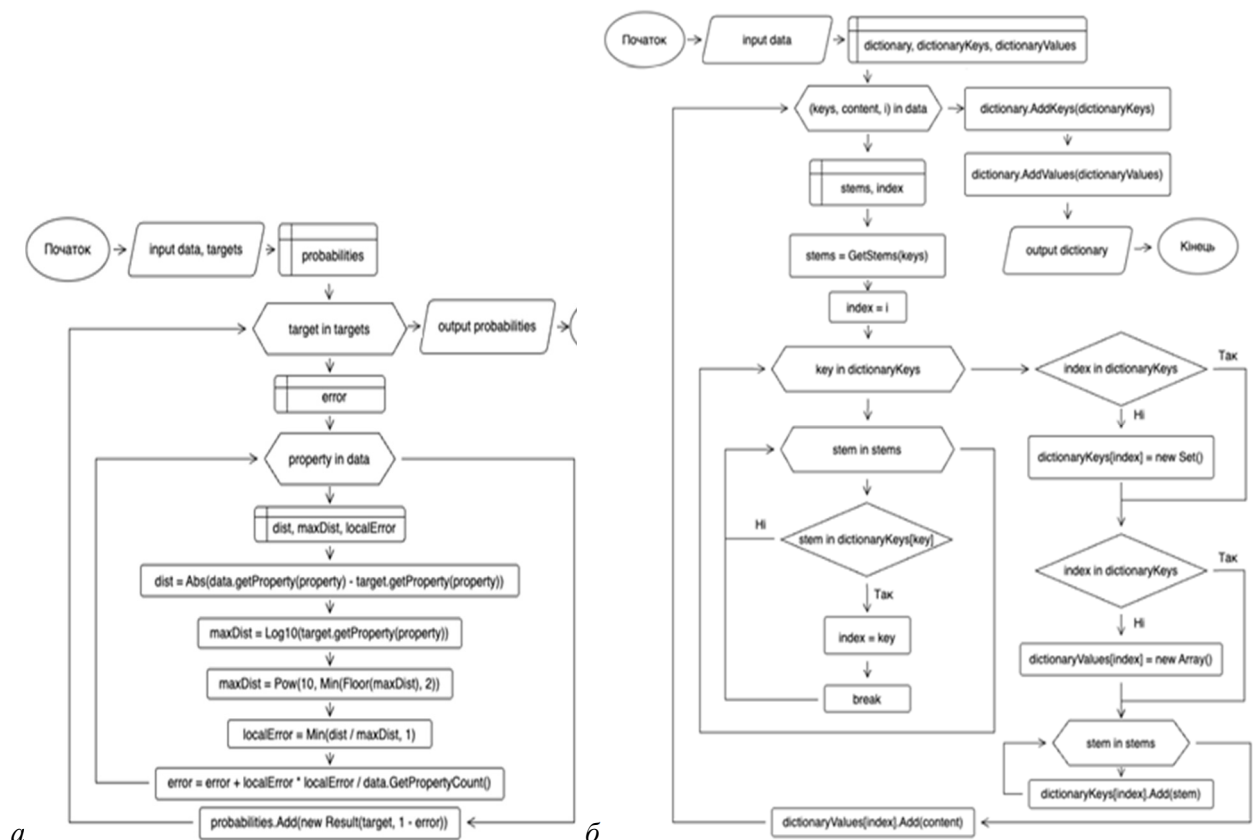 Початок
input data, targets
probabilities
target in targets
output probabilities
error
property in data
dist, maxDist, localError
dist = Abs(data.getProperty(property) - target.getProperty(property))
maxDist = Log10(target.getProperty(property))
maxDist = Pow(10, Min(Floor(maxDist), 2))
localError = Min(dist / maxDist, 1)
error = error + localError * localError / data.GetPropertyCount()
probabilities.Add(new Result(target, 1 - error))
а
Початок
input data
dictionary, dictionaryKeys, dictionaryValues
(keys, content, i) in data
dictionary.AddKeys(dictionaryKeys)
stems, index
dictionary.AddValues(dictionaryValues)
stems = GetStems(keys)
output dictionary
Кінець
index = i
key in dictionaryKeys
index in dictionaryKeys
Так
Ні
stem in stems
dictionaryKeys[index] = new Set()
stem in dictionaryKeys[key]
Ні
Так
index in dictionaryKeys
Так
Ні
index = key
dictionaryValues[index] = new Array()
break
stem in stems
dictionaryKeys[index].Add(stem)
dictionaryValues[index].Add(content)
б